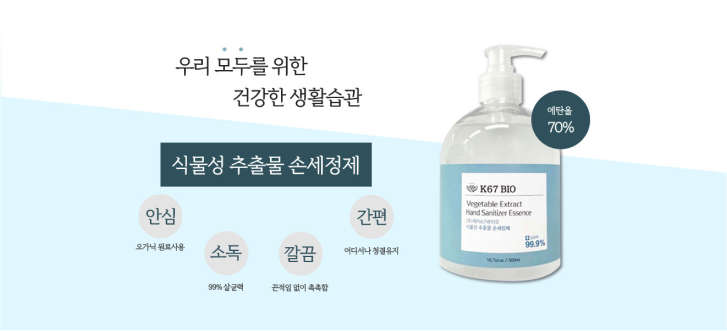 우리 모두를 위한
건강한 생활습관
식물성 추출물 손세정제
안심
오가닉 원료사용
소독
99% 살균력
깔끔
끈적임 없이 촉촉함
간편
어디서나 청결유지
에탄올
70%
K67 BIO
Vegetable Extract
Hand Sanitizer Essence
식물성 추출물 손세정제
99.9%